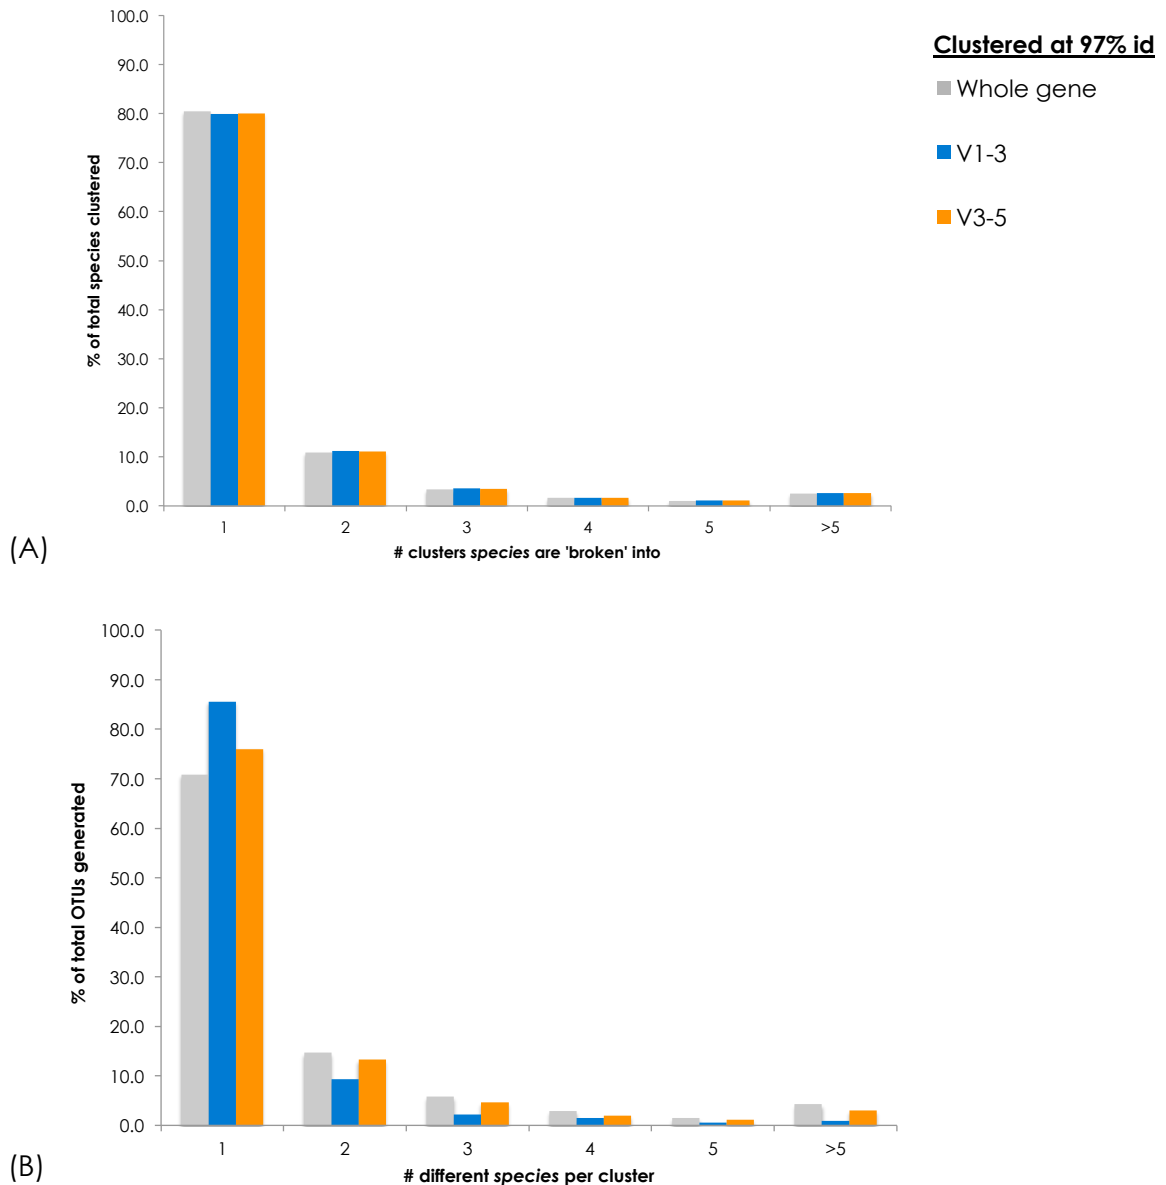 100.0
90.0
80.0
70.0
60.0
50.0
40.0
30.0
20.0
10.0
0.0
% of total species clustered
1 2 3 4 5 >5
# clusters species are 'broken' into
(A)
Clustered at 97% id
Whole gene
V1-3
V3-5
100.0
90.0
80.0
70.0
60.0
50.0
40.0
30.0
20.0
10.0
0.0
% of total OTUs generated
1 2 3 4 5 >5
# different species per cluster
(B)